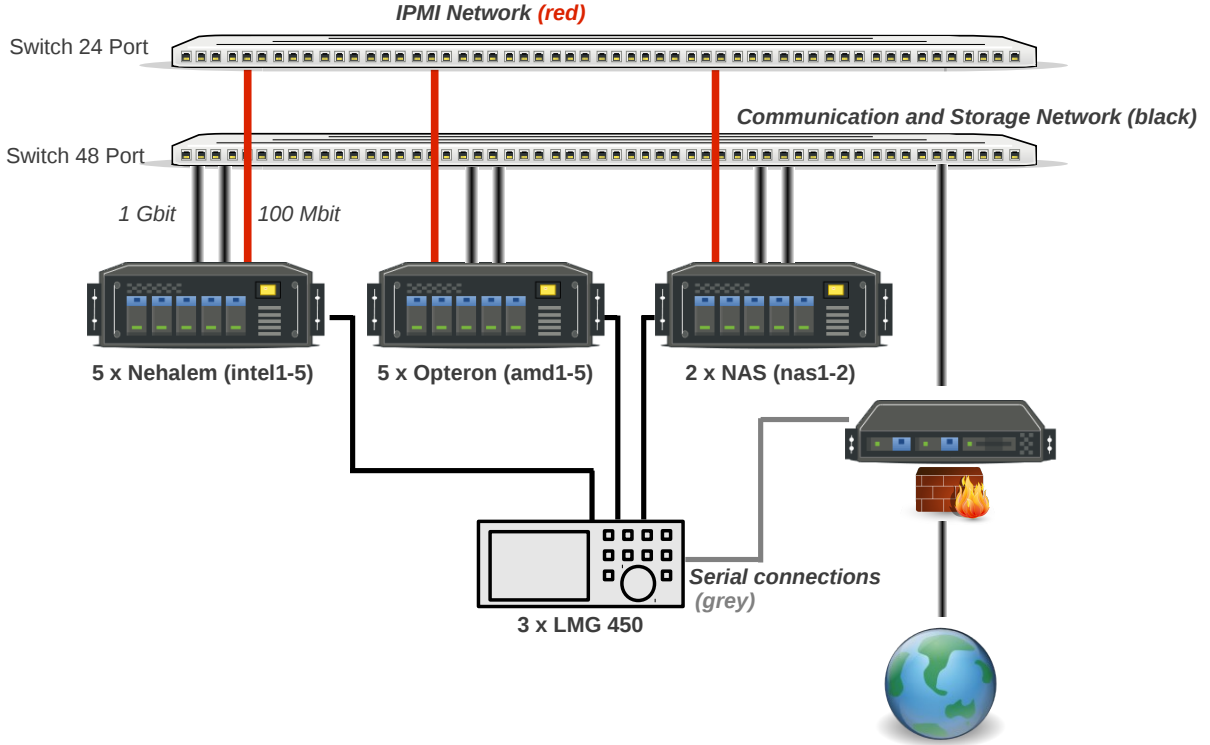 IPMI Network (red)
Switch 24 Port
Communication and Storage Network (black)
Switch 48 Port
1 Gbit
100 Mbit
5 x Nehalem (intel1-5)
5 x Opteron (amd1-5)
2 x NAS (nas1-2)
Serial connections
(grey)
3 x LMG 450